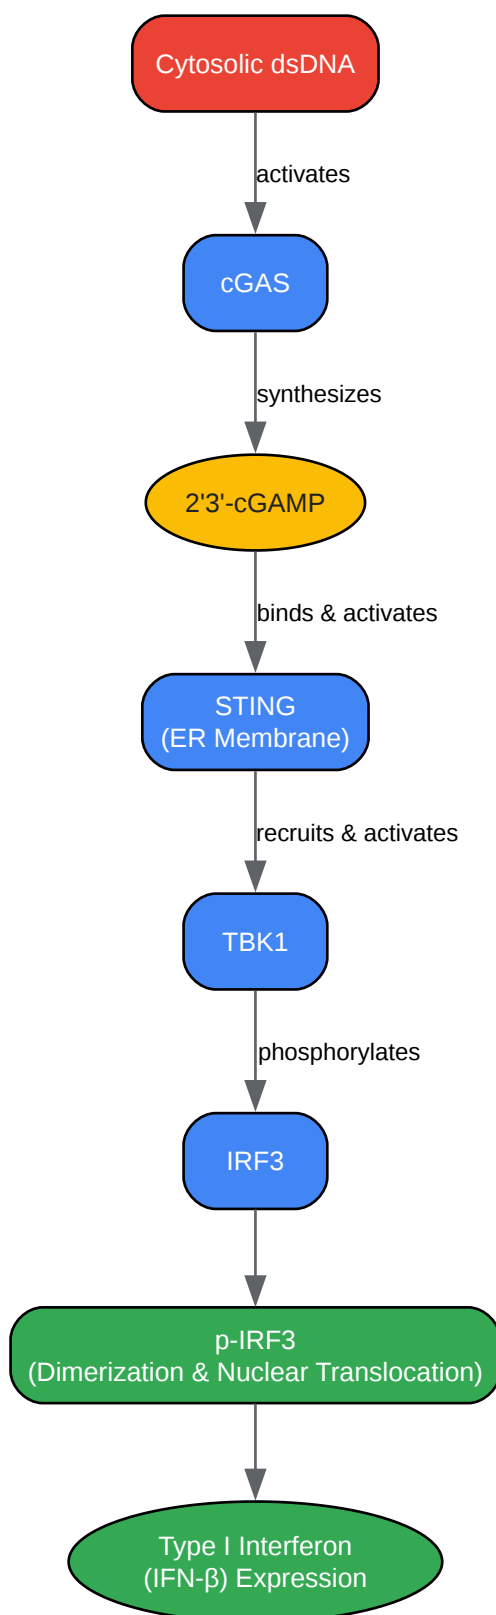 Cytosolic dsDNA
activates
cGAS
synthesizes
2'3'-cGAMP
binds & activates
STING
(ER Membrane)
recruits & activates
TBK1
phosphorylates
IRF3
p-IRF3
(Dimerization & Nuclear Translocation)
Type I Interferon
(IFN-β) Expression